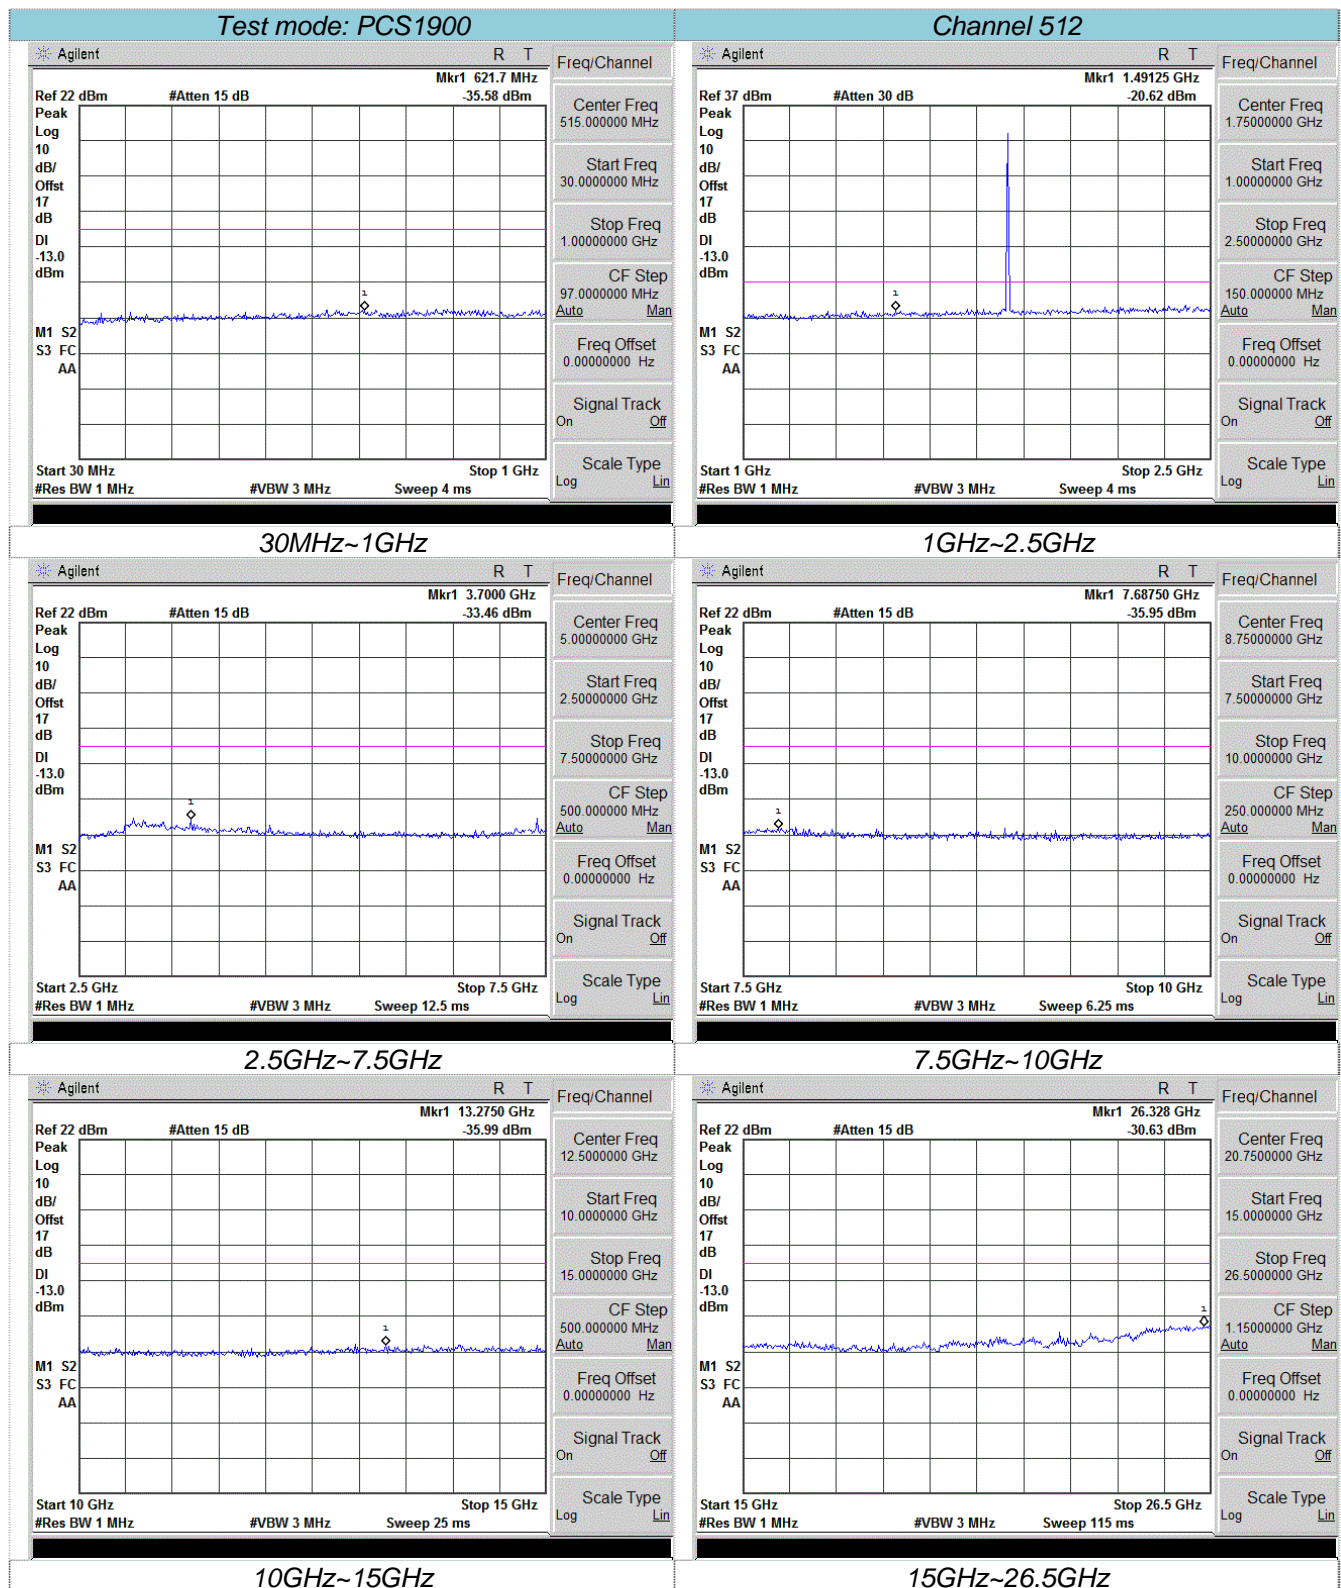 Test mode: PCS1900
Channel 512
Agilent R T
Mkr1 621.7 MHz
Ref 22 dBm #Atten 15 dB -35.58 dBm
Peak
Log
10
dB/
Offst
17
dB
DI
-13.0
dBm
1
M1 S2
S3 FC
AA
Start 30 MHz Stop 1 GHz
#Res BW 1 MHz #VBW 3 MHz Sweep 4 ms
Freq/Channel
Center Freq
515.000000 MHz
Start Freq
30.0000000 MHz
Stop Freq
1.00000000 GHz
CF Step
97.0000000 MHz
Auto Man
Freq Offset
0.00000000 Hz
Signal Track
On Off
Scale Type
Log Lin
30MHz~1GHz
Agilent R T
Mkr1 1.49125 GHz
Ref 37 dBm #Atten 30 dB -20.62 dBm
Peak
Log
10
dB/
Offst
17
dB
DI
-13.0
dBm
1
M1 S2
S3 FC
AA
Start 1 GHz Stop 2.5 GHz
#Res BW 1 MHz #VBW 3 MHz Sweep 4 ms
Freq/Channel
Center Freq
1.75000000 GHz
Start Freq
1.00000000 GHz
Stop Freq
2.50000000 GHz
CF Step
150.000000 MHz
Auto Man
Freq Offset
0.00000000 Hz
Signal Track
On Off
Scale Type
Log Lin
1GHz~2.5GHz
Agilent R T
Mkr1 3.7000 GHz
Ref 22 dBm #Atten 15 dB -33.46 dBm
Peak
Log
10
dB/
Offst
17
dB
DI
-13.0
dBm
1
M1 S2
S3 FC
AA
Start 2.5 GHz Stop 7.5 GHz
#Res BW 1 MHz #VBW 3 MHz Sweep 12.5 ms
Freq/Channel
Center Freq
5.00000000 GHz
Start Freq
2.50000000 GHz
Stop Freq
7.50000000 GHz
CF Step
500.000000 MHz
Auto Man
Freq Offset
0.00000000 Hz
Signal Track
On Off
Scale Type
Log Lin
2.5GHz~7.5GHz
Agilent R T
Mkr1 7.68750 GHz
Ref 22 dBm #Atten 15 dB -35.95 dBm
Peak
Log
10
dB/
Offst
17
dB
DI
-13.0
dBm
1
M1 S2
S3 FC
AA
Start 7.5 GHz Stop 10 GHz
#Res BW 1 MHz #VBW 3 MHz Sweep 6.25 ms
Freq/Channel
Center Freq
8.75000000 GHz
Start Freq
7.50000000 GHz
Stop Freq
10.0000000 GHz
CF Step
250.000000 MHz
Auto Man
Freq Offset
0.00000000 Hz
Signal Track
On Off
Scale Type
Log Lin
7.5GHz~10GHz
Agilent R T
Mkr1 13.2750 GHz
Ref 22 dBm #Atten 15 dB -35.99 dBm
Peak
Log
10
dB/
Offst
17
dB
DI
-13.0
dBm
1
M1 S2
S3 FC
AA
Start 10 GHz Stop 15 GHz
#Res BW 1 MHz #VBW 3 MHz Sweep 25 ms
Freq/Channel
Center Freq
12.5000000 GHz
Start Freq
10.0000000 GHz
Stop Freq
15.0000000 GHz
CF Step
500.000000 MHz
Auto Man
Freq Offset
0.00000000 Hz
Signal Track
On Off
Scale Type
Log Lin
10GHz~15GHz
Agilent R T
Mkr1 26.328 GHz
Ref 22 dBm #Atten 15 dB -30.63 dBm
Peak
Log
10
dB/
Offst
17
dB
DI
-13.0
dBm
1
M1 S2
S3 FC
AA
Start 15 GHz Stop 26.5 GHz
#Res BW 1 MHz #VBW 3 MHz Sweep 115 ms
Freq/Channel
Center Freq
20.7500000 GHz
Start Freq
15.0000000 GHz
Stop Freq
26.5000000 GHz
CF Step
1.15000000 GHz
Auto Man
Freq Offset
0.00000000 Hz
Signal Track
On Off
Scale Type
Log Lin
15GHz~26.5GHz